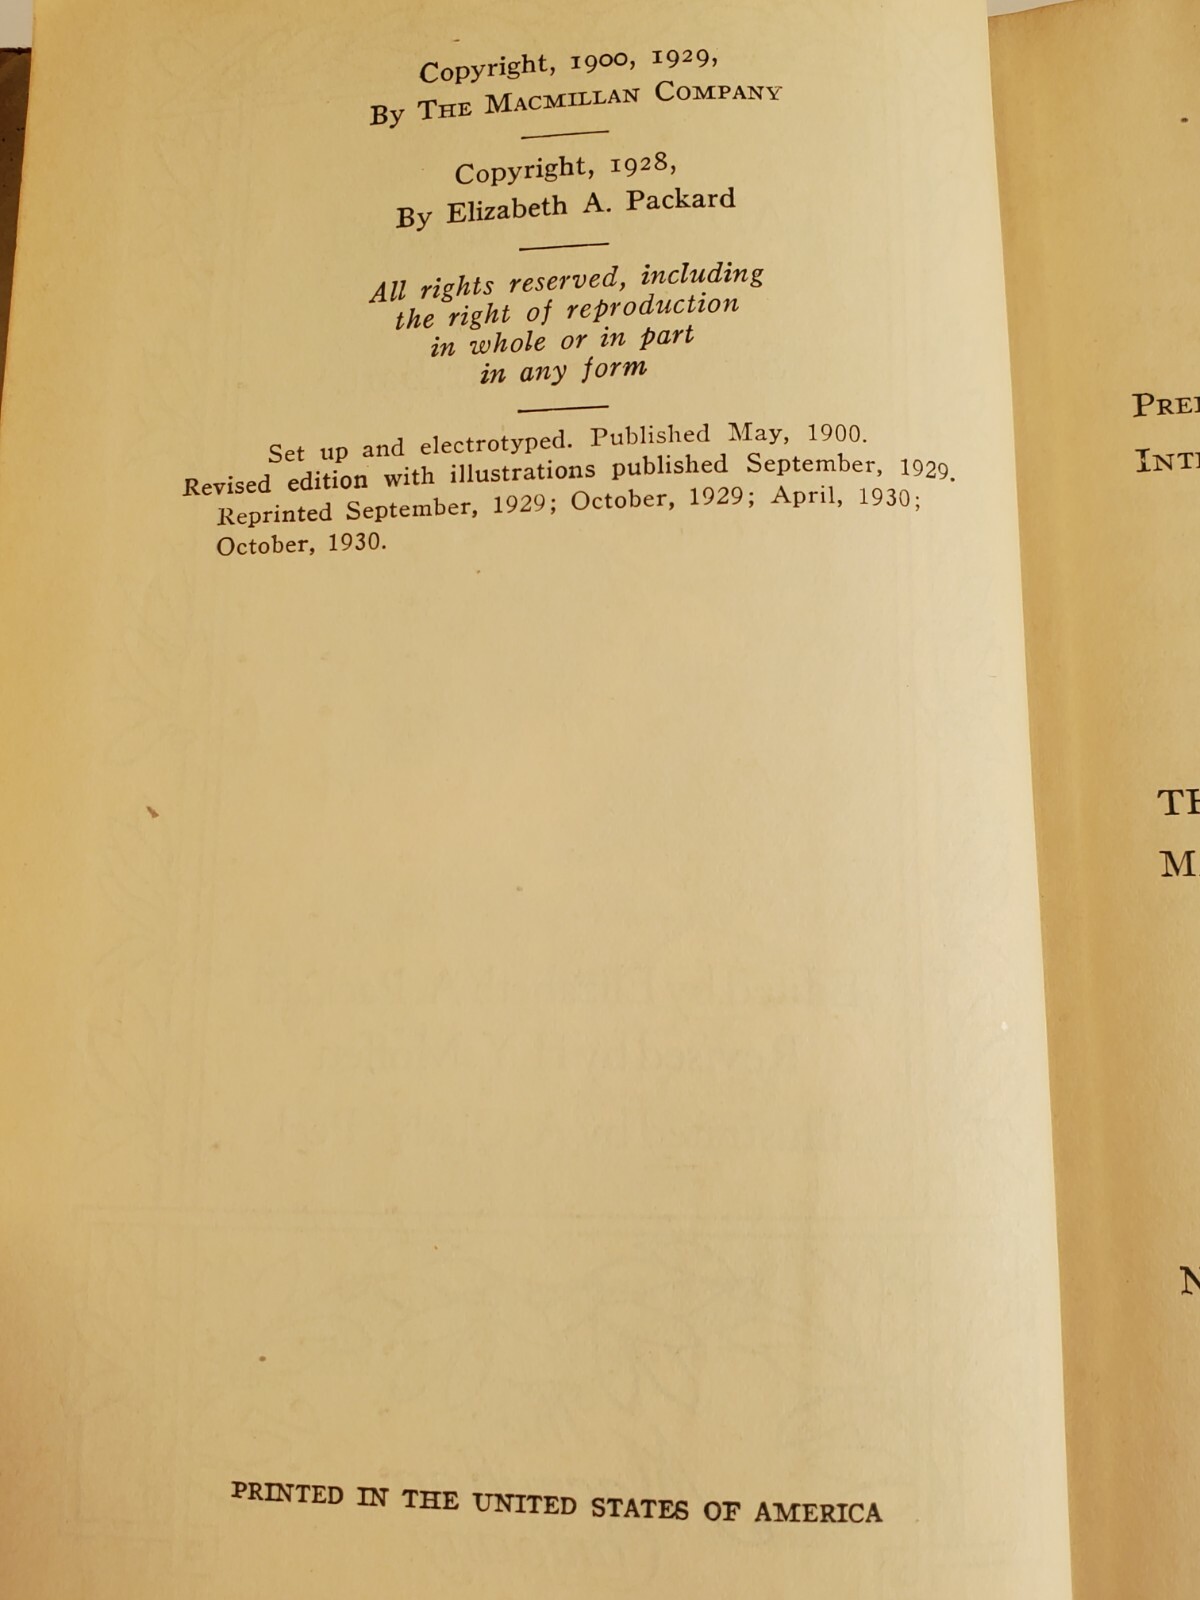 Copyright, 1900, 1929,
By The Macmillan Company
Copyright, 1928,
By Elizabeth A. Packard
All rights reserved, including
the right of reproduction
in whole or in part
in any form
Set up and electrotyped. Published May, 1900.
Revised edition with illustrations published September, 1929.
Reprinted September, 1929; October, 1929; April, 1930;
October, 1930.
PRINTED IN THE UNITED STATES OF AMERICA